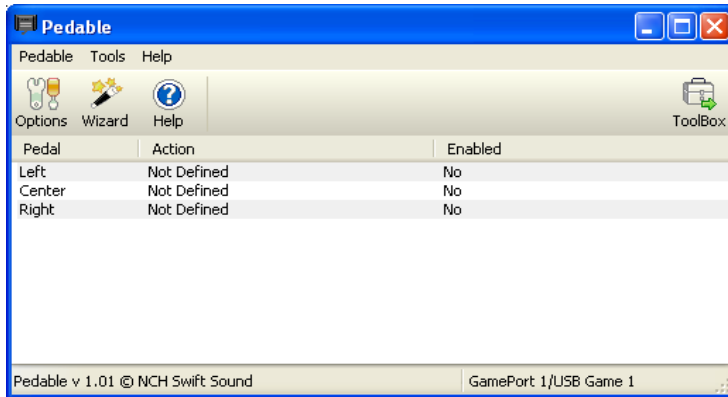 Pedable
Pedable Tools Help
Options Wizard Help ToolBox
Pedal Action Enabled
Left Not Defined No
Center Not Defined No
Right Not Defined No
Pedable v 1.01 © NCH Swift Sound GamePort 1/USB Game 1